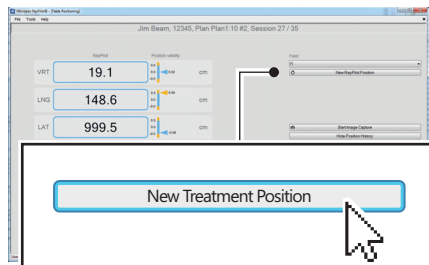 Micropos RayPilot® - [Table Positioning]
File Tools Help
Jim Beam, 12345, Plan Plan1:10 #2, Session 27 / 35
RayPilot Position validity
Field
VRT 19.1 cm
New RayPilot Position
LNG 148.6 cm
LAT 999.5 cm
Start Image Capture
Hide Position History
New Treatment Position